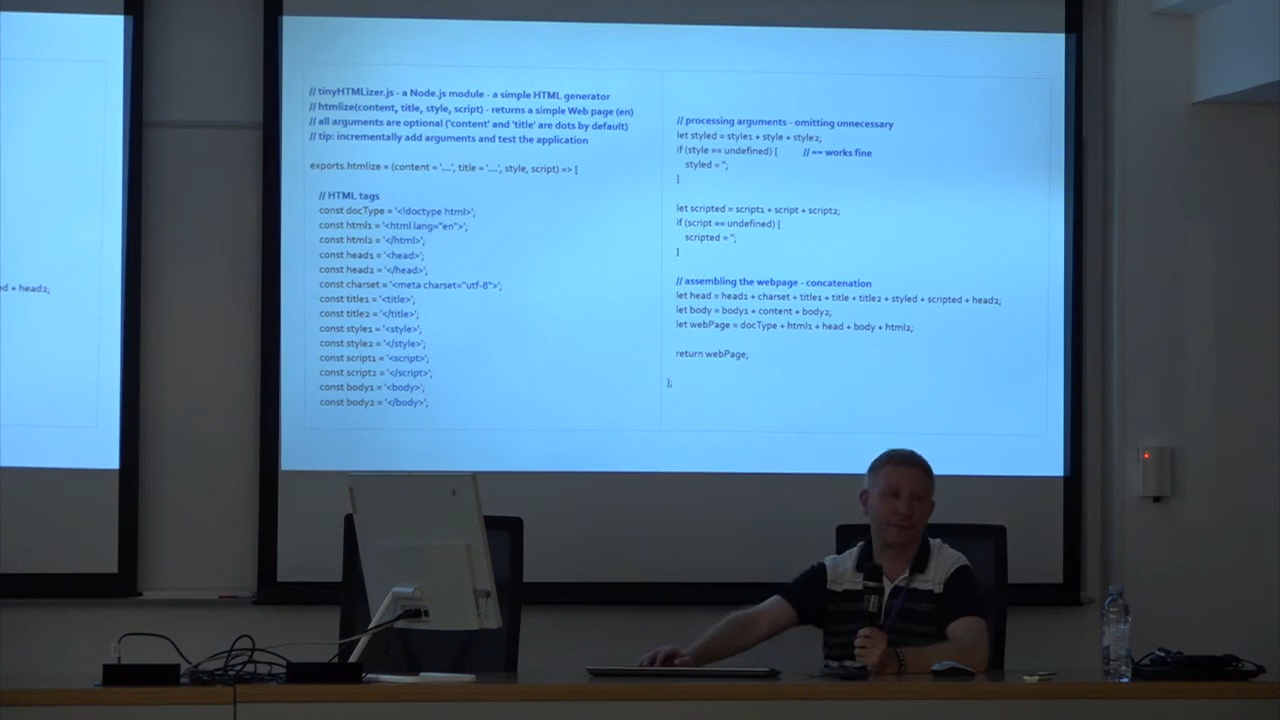 d + head2;
// tinyHTMLizer.js - a Node.js module - a simple HTML generator
// htmlize(content, title, style, script) - returns a simple Web page (en)
// all arguments are optional ('content' and 'title' are dots by default)
// tip: incrementally add arguments and test the application
exports.htmlize = (content = '...', title = '...', style, script) => {
// HTML tags
const docType = '<!doctype html>';
const html1 = '<html lang="en">';
const html2 = '</html>';
const head1 = '<head>';
const head2 = '</head>';
const charset = '<meta charset="utf-8">';
const title1 = '<title>';
const title2 = '</title>';
const style1 = '<style>';
const style2 = '</style>';
const script1 = '<script>';
const script2 = '</script>';
const body1 = '<body>';
const body2 = '</body>';
// processing arguments - omitting unnecessary
let styled = style1 + style + style2;
if (style == undefined) { // == works fine
styled = '';
}
let scripted = script1 + script + script2;
if (script == undefined) {
scripted = '';
}
// assembling the webpage - concatenation
let head = head1 + charset + title1 + title + title2 + styled + scripted + head2;
let body = body1 + content + body2;
let webPage = docType + html1 + head + body + html2;
return webPage;
};